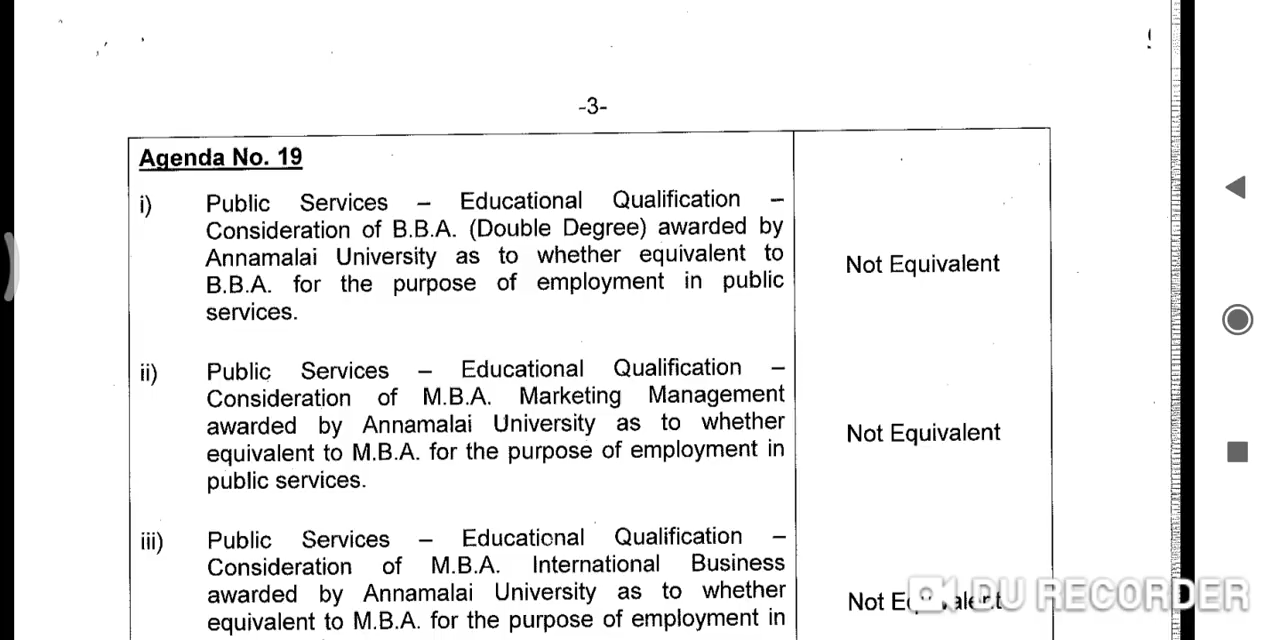 -3-
Agenda No. 19
i) Public Services – Educational Qualification –
Consideration of B.B.A. (Double Degree) awarded by
Annamalai University as to whether equivalent to
B.B.A. for the purpose of employment in public
services.
Not Equivalent
ii) Public Services – Educational Qualification –
Consideration of M.B.A. Marketing Management
awarded by Annamalai University as to whether
equivalent to M.B.A. for the purpose of employment in
public services.
Not Equivalent
iii) Public Services – Educational Qualification –
Consideration of M.B.A. International Business
awarded by Annamalai University as to whether
equivalent to M.B.A. for the purpose of employment in
Not Equivalent
DU RECORDER